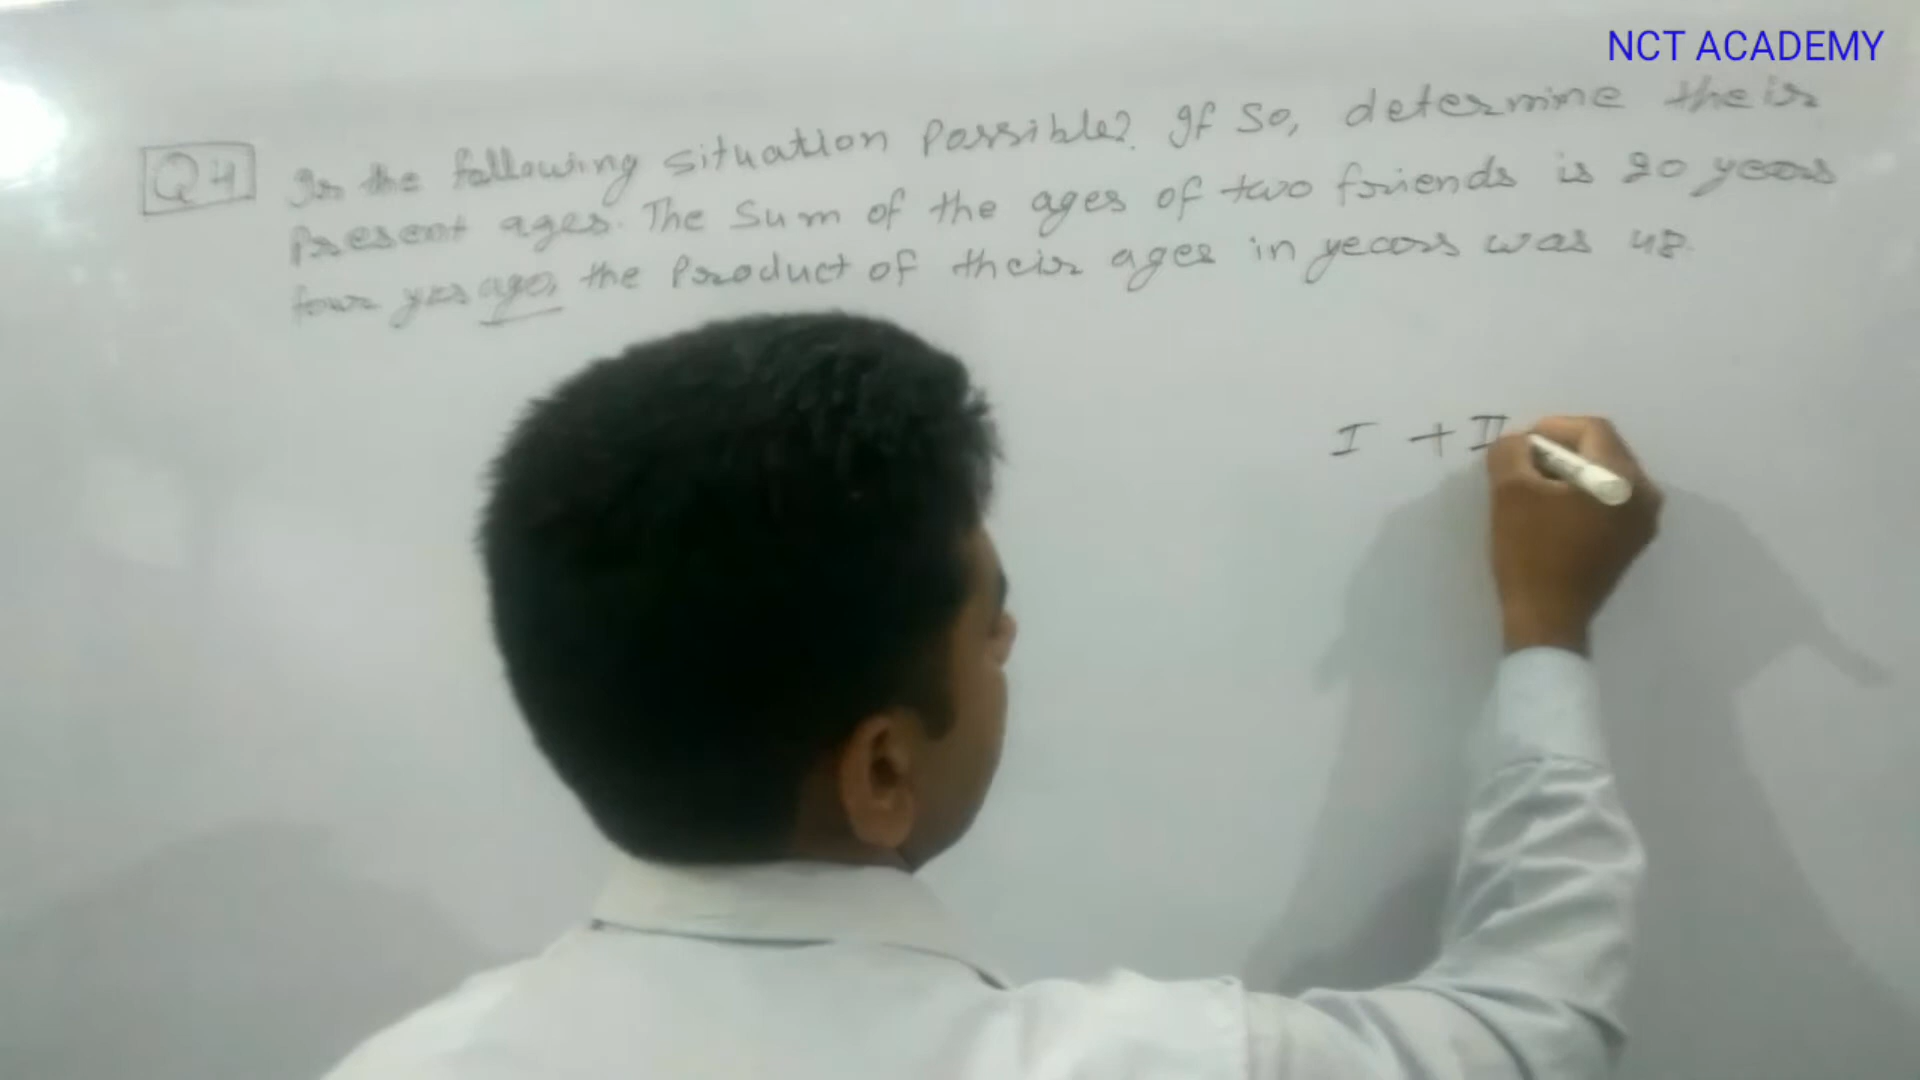 NCT ACADEMY
Q4 Is the following situation Possible? If So, determine their
Present ages. The Sum of the ages of two friends is 20 years
four yrs ago, the Product of their ages in years was 48.
I + II